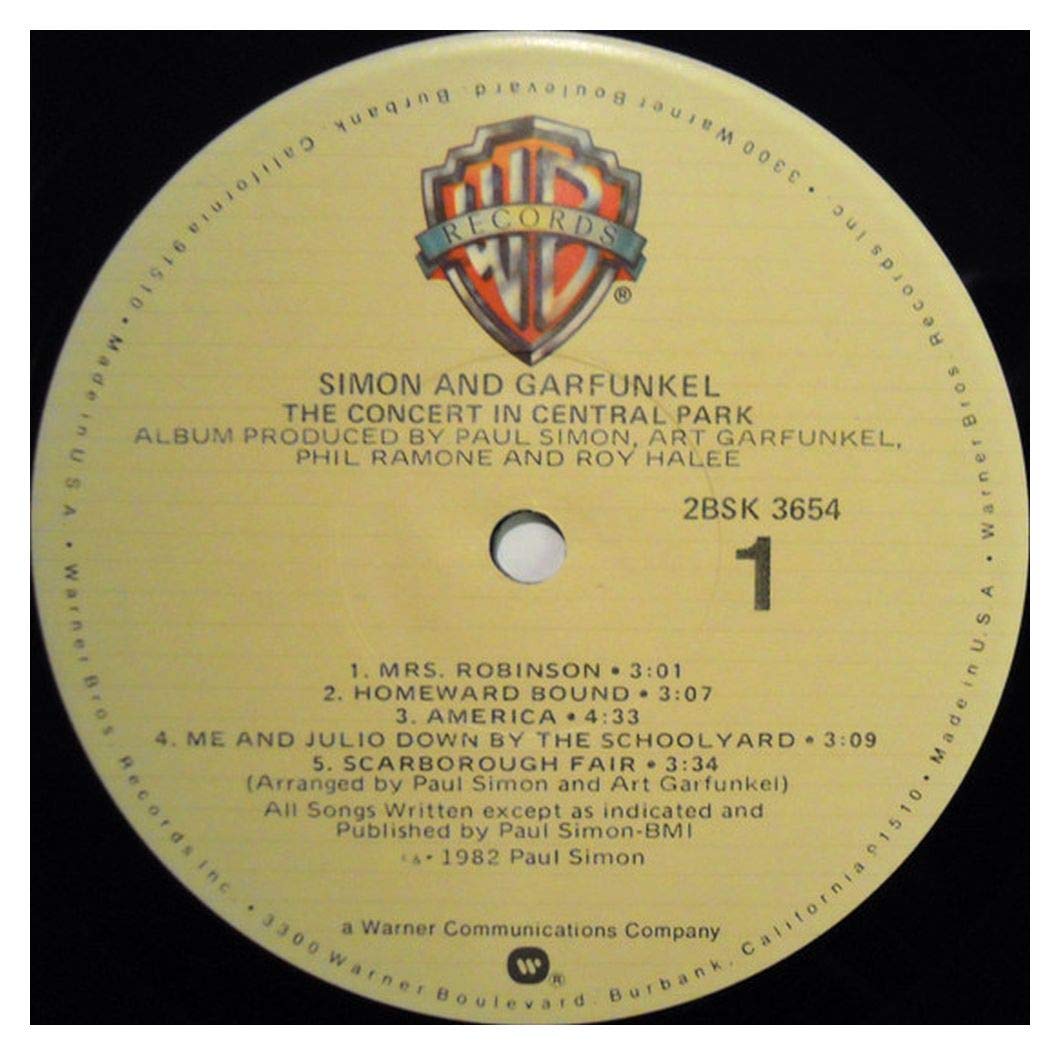 WB
RECORDS
®
SIMON AND GARFUNKEL
THE CONCERT IN CENTRAL PARK
ALBUM PRODUCED BY PAUL SIMON, ART GARFUNKEL,
PHIL RAMONE AND ROY HALEE
2BSK 3654
1
1. MRS. ROBINSON • 3:01
2. HOMEWARD BOUND • 3:07
3. AMERICA • 4:33
4. ME AND JULIO DOWN BY THE SCHOOLYARD • 3:09
5. SCARBOROUGH FAIR • 3:34
(Arranged by Paul Simon and Art Garfunkel)
All Songs Written except as indicated and
Published by Paul Simon-BMI
1982 Paul Simon
a Warner Communications Company
®
Made in U.S.A. • Warner Bros. Records Inc. • 3300 Warner Boulevard. Burbank, California 91510 • Made in U.S.A. • Warner Bros. Records Inc. • 3300 Warner Boulevard. Burbank, California 91510 •